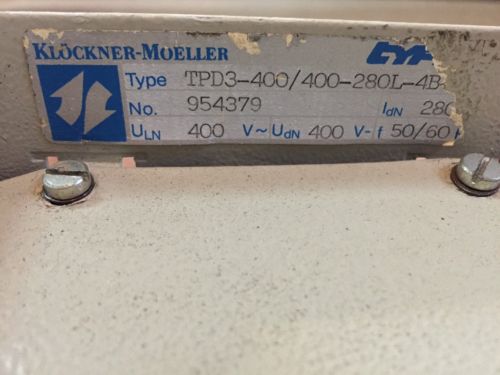 KLÖCKNER-MOELLER
Type TPD3-400/400-280L-4B
No. 954379 IdN 280
ULN 400 V~ UdN 400 V- f 50/60